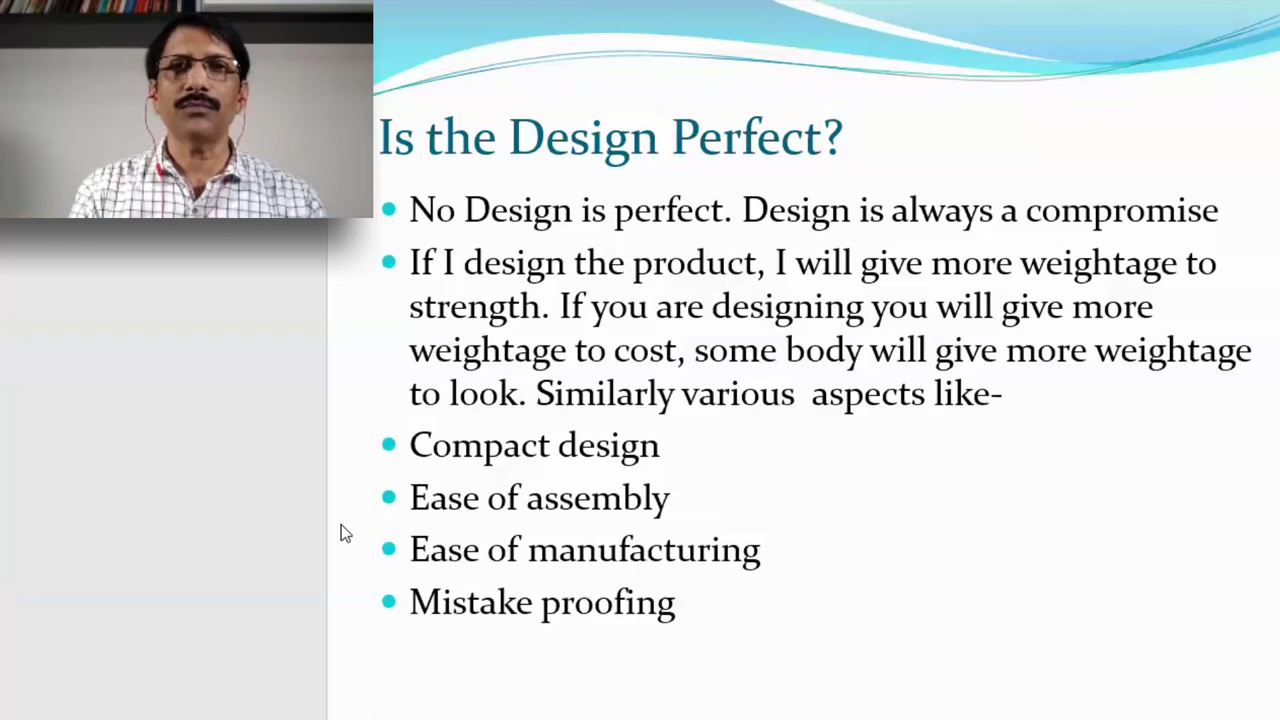 Is the Design Perfect?
No Design is perfect. Design is always a compromise
If I design the product, I will give more weightage to
strength. If you are designing you will give more
weightage to cost, some body will give more weightage
to look. Similarly various  aspects like-
Compact design
Ease of assembly
Ease of manufacturing
Mistake proofing